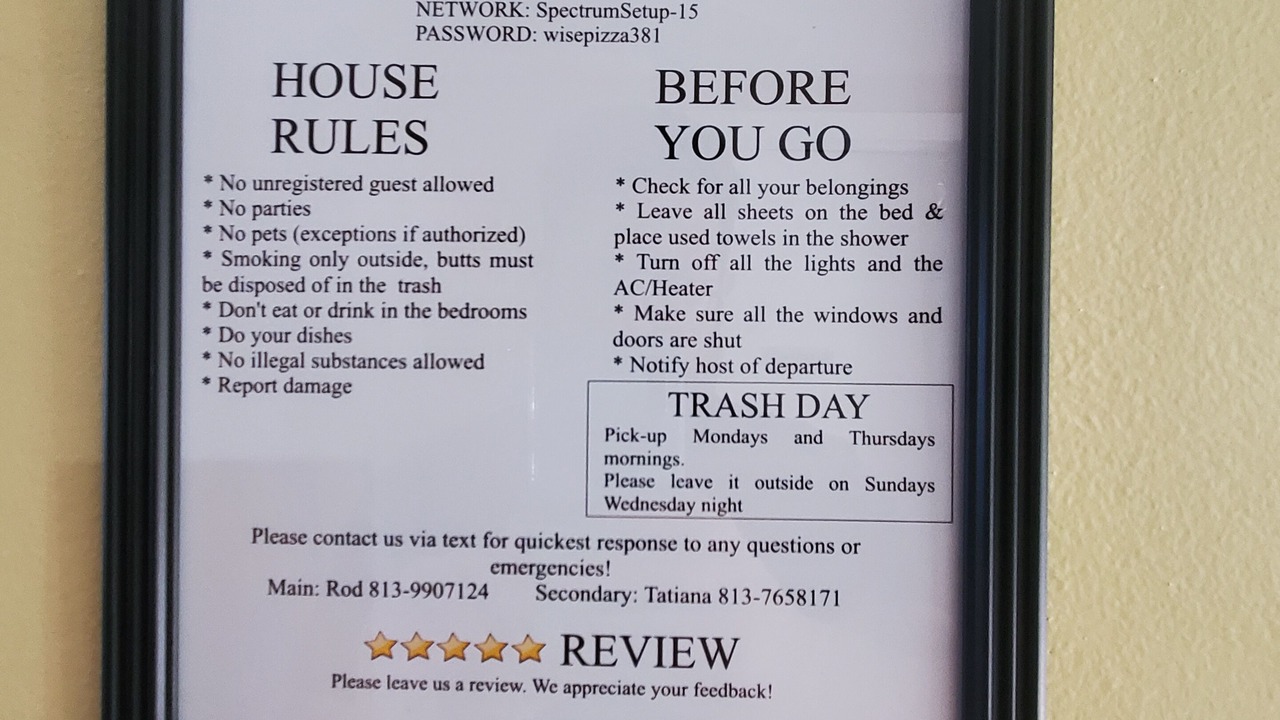 NETWORK: SpectrumSetup-15
PASSWORD: wisepizza381
HOUSE
RULES
* No unregistered guest allowed
* No parties
* No pets (exceptions if authorized)
* Smoking only outside, butts must
be disposed of in the trash
* Don't eat or drink in the bedrooms
* Do your dishes
* No illegal substances allowed
* Report damage
BEFORE
YOU GO
* Check for all your belongings
* Leave all sheets on the bed &
place used towels in the shower
* Turn off all the lights and the
AC/Heater
* Make sure all the windows and
doors are shut
* Notify host of departure
TRASH DAY
Pick-up Mondays and Thursdays
mornings.
Please leave it outside on Sundays
Wednesday night
Please contact us via text for quickest response to any questions or
emergencies!
Main: Rod 813-9907124 Secondary: Tatiana 813-7658171
REVIEW
Please leave us a review. We appreciate your feedback!